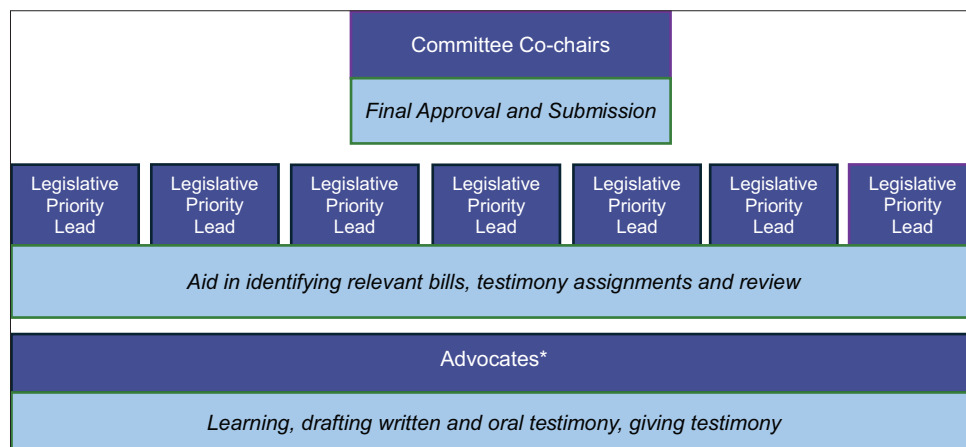 Committee Co-chairs
Final Approval and Submission
Legislative
Priority
Lead
Legislative
Priority
Lead
Legislative
Priority
Lead
Legislative
Priority
Lead
Legislative
Priority
Lead
Legislative
Priority
Lead
Legislative
Priority
Lead
Aid in identifying relevant bills, testimony assignments and review
Advocates*
Learning, drafting written and oral testimony, giving testimony